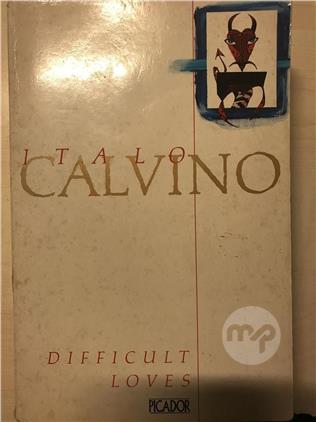 ITALO
CALVINO
mp
DIFFICULT
LOVES
PICADOR